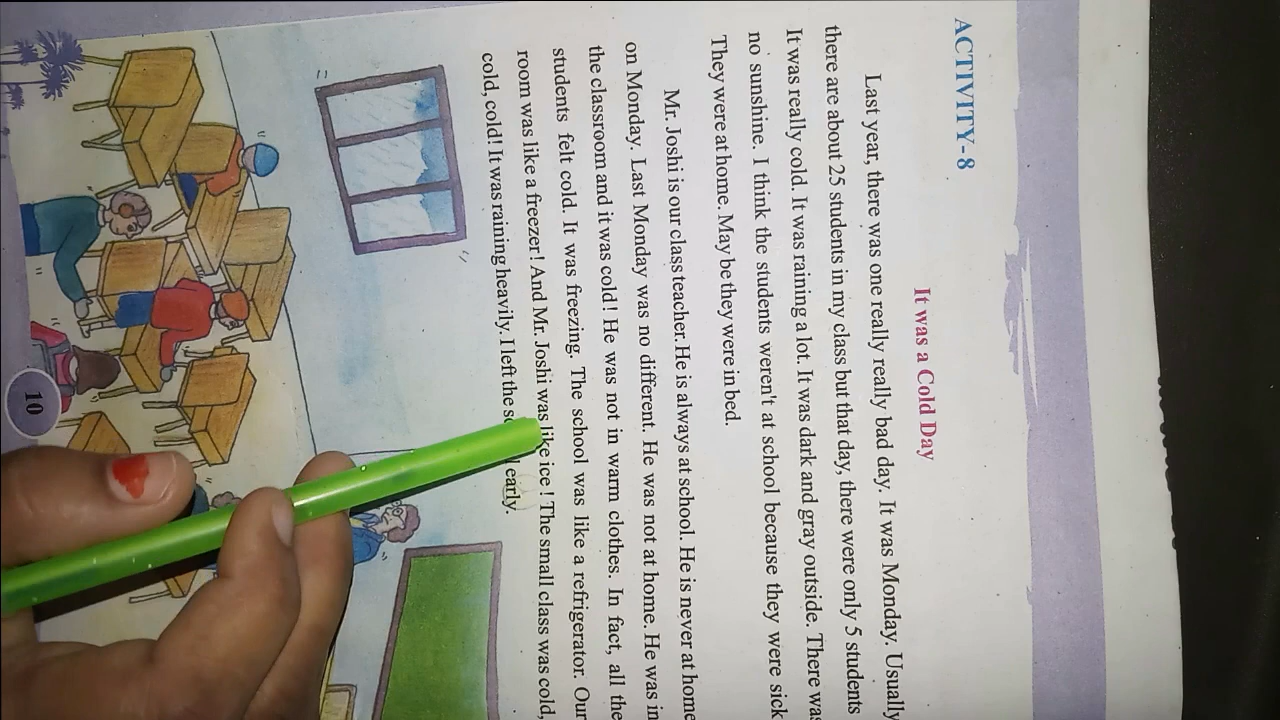 ACTIVITY-8
It was a Cold Day
Last year, there was one really really bad day. It was Monday. Usually
there are about 25 students in my class but that day, there were only 5 students
It was really cold. It was raining a lot. It was dark and gray outside. There was
no sunshine. I think the students weren't at school because they were sick
They were at home. May be they were in bed.
Mr. Joshi is our class teacher. He is always at school. He is never at home
on Monday. Last Monday was no different. He was not at home. He was in
the classroom and it was cold! He was not in warm clothes. In fact, all the
students felt cold. It was freezing. The school was like a refrigerator. Our
room was like a freezer! And Mr. Joshi was like ice ! The small class was cold,
cold, cold! It was raining heavily. I left the early.
10